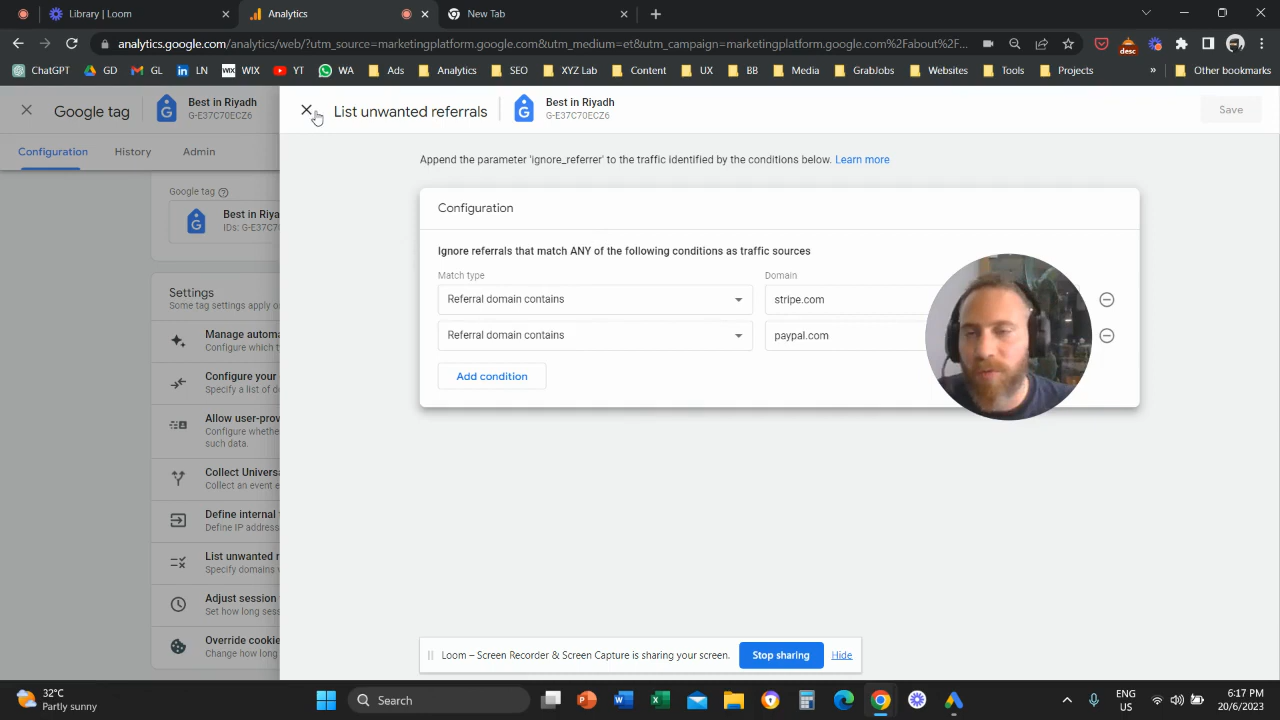 Library | Loom
Analytics
New Tab
analytics.google.com/analytics/web/?utm_source=marketingplatform.google.com&utm_medium=et&utm_campaign=marketingplatform.google.com%2Fabout%2F...
desc
ChatGPT
GD
GL
LN
WIX
WIX
YT
WA
Ads
Analytics
SEO
XYZ Lab
Content
UX
BB
Media
GrabJobs
Websites
Tools
Projects
»
Other bookmarks
Google tag
Best in Riyadh
G-E37C70ECZ6
List unwanted referrals
Best in Riyadh
G-E37C70ECZ6
Save
Configuration
History
Admin
Append the parameter 'ignore_referrer' to the traffic identified by the conditions below. Learn more
Google tag
Best in Riya
IDs: G-E37C7
Configuration
Ignore referrals that match ANY of the following conditions as traffic sources
Match type
Domain
Referral domain contains
stripe.com
Referral domain contains
paypal.com
Add condition
Settings
Some tag settings apply o
Manage automa
Configure which t
Configure your
Specify a list of d
Allow user-prov
Configure whethe
such data.
Collect Univers
Collect an event e
Define internal
Define IP address
List unwanted r
Specify domains
Adjust session
Set how long ses
Override cookie
Change how long
Loom – Screen Recorder & Screen Capture is sharing your screen.
Stop sharing
Hide
32°C
Partly sunny
Search
ENG
US
6:17 PM
20/6/2023